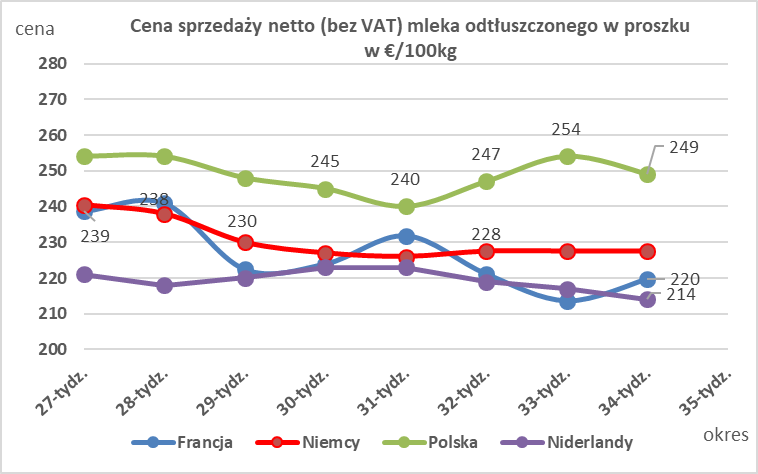 cena
Cena sprzedaży netto (bez VAT) mleka odtłuszczonego w proszku
w €/100kg
280
270
260
250
240
230
220
210
200
239
238
230
245
240
247
228
254
249
220
214
27-tydz.
28-tydz.
29-tydz.
30-tydz.
31-tydz.
32-tydz.
33-tydz.
34-tydz.
35-tydz.
okres
Francja
Niemcy
Polska
Niderlandy